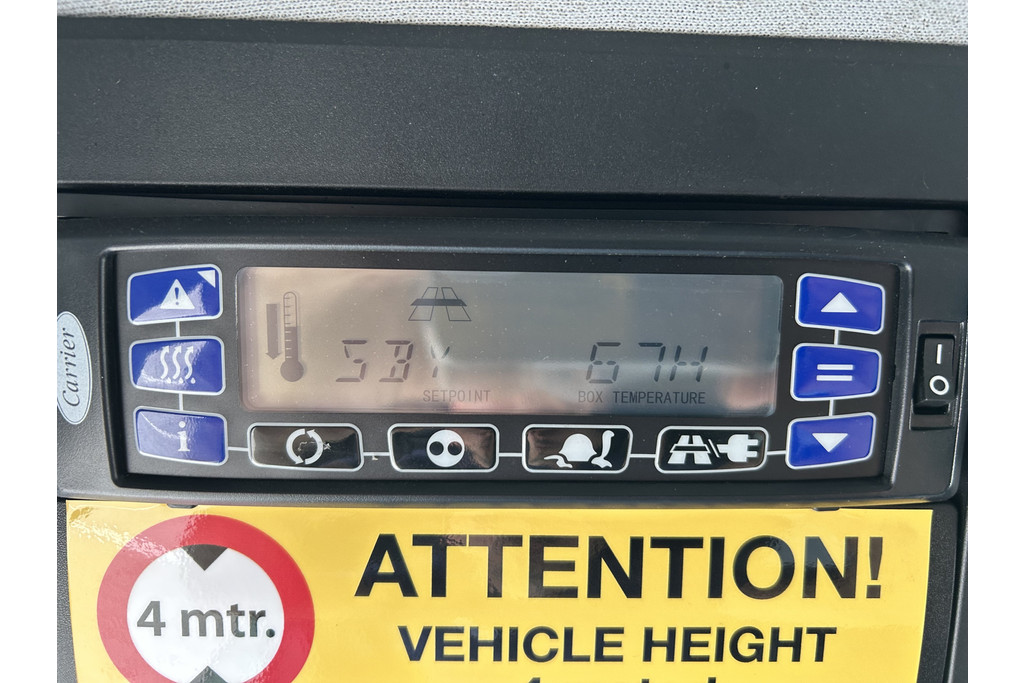 SBY 67H
SETPOINT BOX TEMPERATURE
Carrier
i
ATTENTION!
4 mtr.
VEHICLE HEIGHT